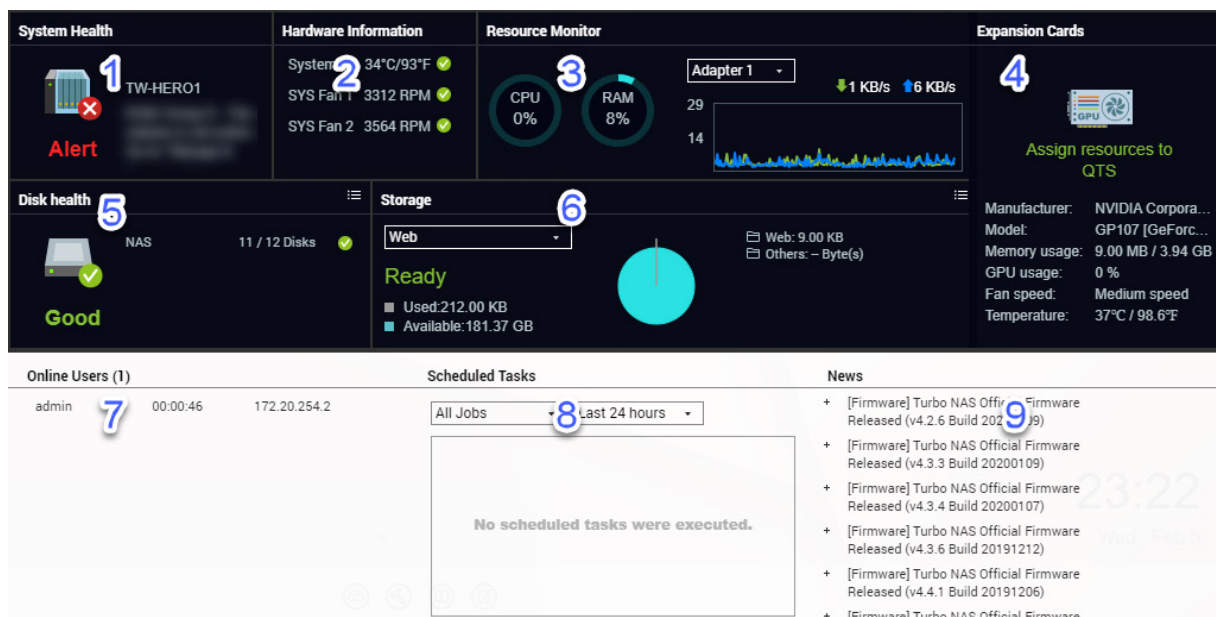 System Health
1
TW-HERO1
Alert
Hardware Information
System 2 34°C/93°F
SYS Fan 1 3312 RPM
SYS Fan 2 3564 RPM
Resource Monitor
3
CPU
0%
RAM
8%
Adapter 1
1 KB/s 6 KB/s
29
14
Expansion Cards
4
GPU
Assign resources to
QTS
Manufacturer: NVIDIA Corpora...
Model: GP107 [GeForc...
Memory usage: 9.00 MB / 3.94 GB
GPU usage: 0 %
Fan speed: Medium speed
Temperature: 37°C / 98.6°F
Disk health
5
NAS 11 / 12 Disks
Good
Storage
6
Web
Ready
Used:212.00 KB
Available:181.37 GB
Web: 9.00 KB
Others: – Byte(s)
Online Users (1)
admin 00:00:46 172.20.254.2
7
Scheduled Tasks
All Jobs
8
Last 24 hours
No scheduled tasks were executed.
News
9
+ [Firmware] Turbo NAS Official Firmware
Released (v4.2.6 Build
+ [Firmware] Turbo NAS Official Firmware
Released (v4.3.3 Build 20200109)
+ [Firmware] Turbo NAS Official Firmware
Released (v4.3.4 Build 20200107)
+ [Firmware] Turbo NAS Official Firmware
Released (v4.3.6 Build 20191212)
+ [Firmware] Turbo NAS Official Firmware
Released (v4.4.1 Build 20191206)
+ [Firmware] Turbo NAS Official Firmware
23:22
Wed